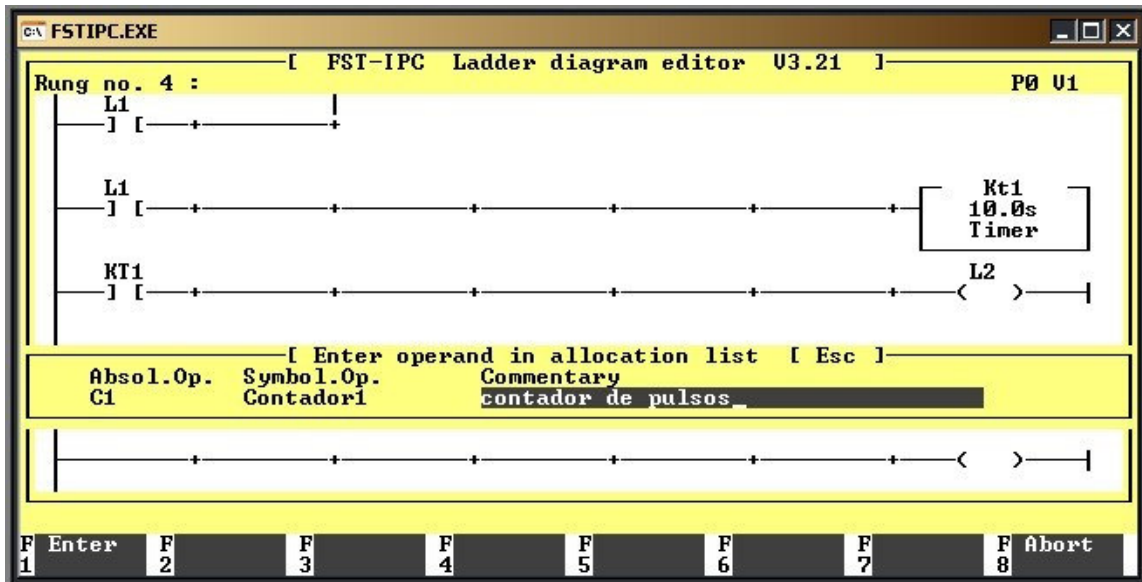 C:\ FSTIPC.EXE
[ FST-IPC Ladder diagram editor V3.21 ]
Rung no. 4 : P0 V1
L1
] [
L1 Kt1
] [ 10.0s
Timer
KT1 L2
] [ ( )
[ Enter operand in allocation list [ Esc ]
Absol.Op. Symbol.Op. Commentary
C1 Contador1 contador de pulsos_
( )
F1 Enter F2 F3 F4 F5 F6 F7 F8 Abort